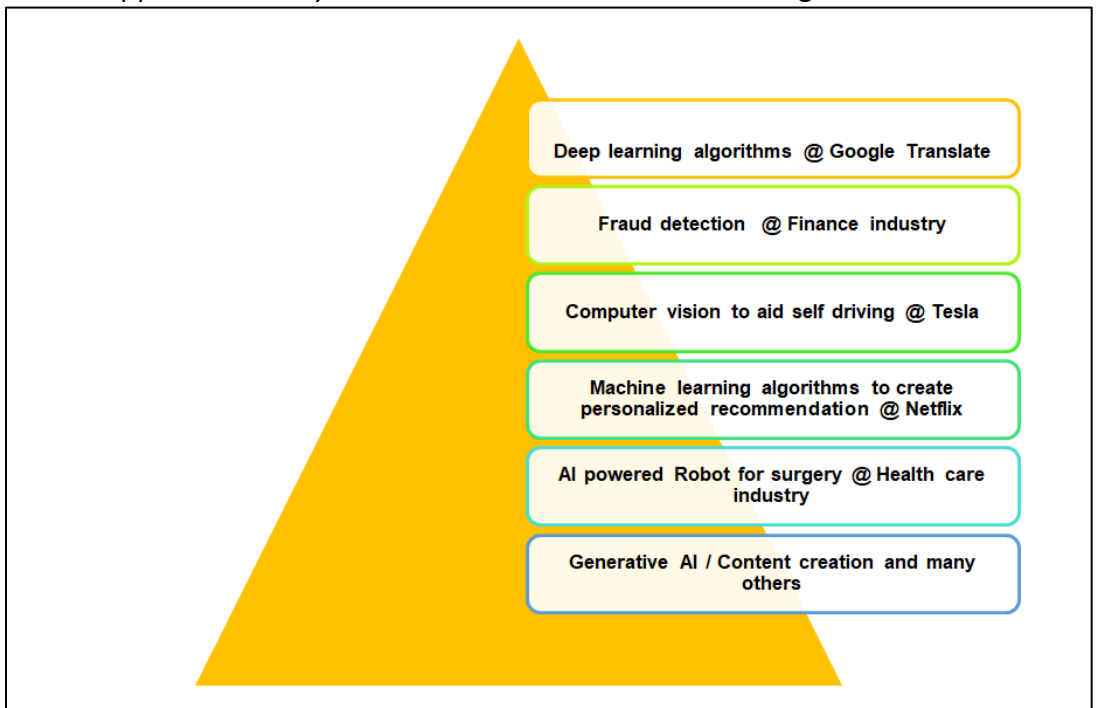 Deep learning algorithms @ Google Translate
Fraud detection @ Finance industry
Computer vision to aid self driving @ Tesla
Machine learning algorithms to create
personalized recommendation @ Netflix
AI powered Robot for surgery @ Health care
industry
Generative AI / Content creation and many
others